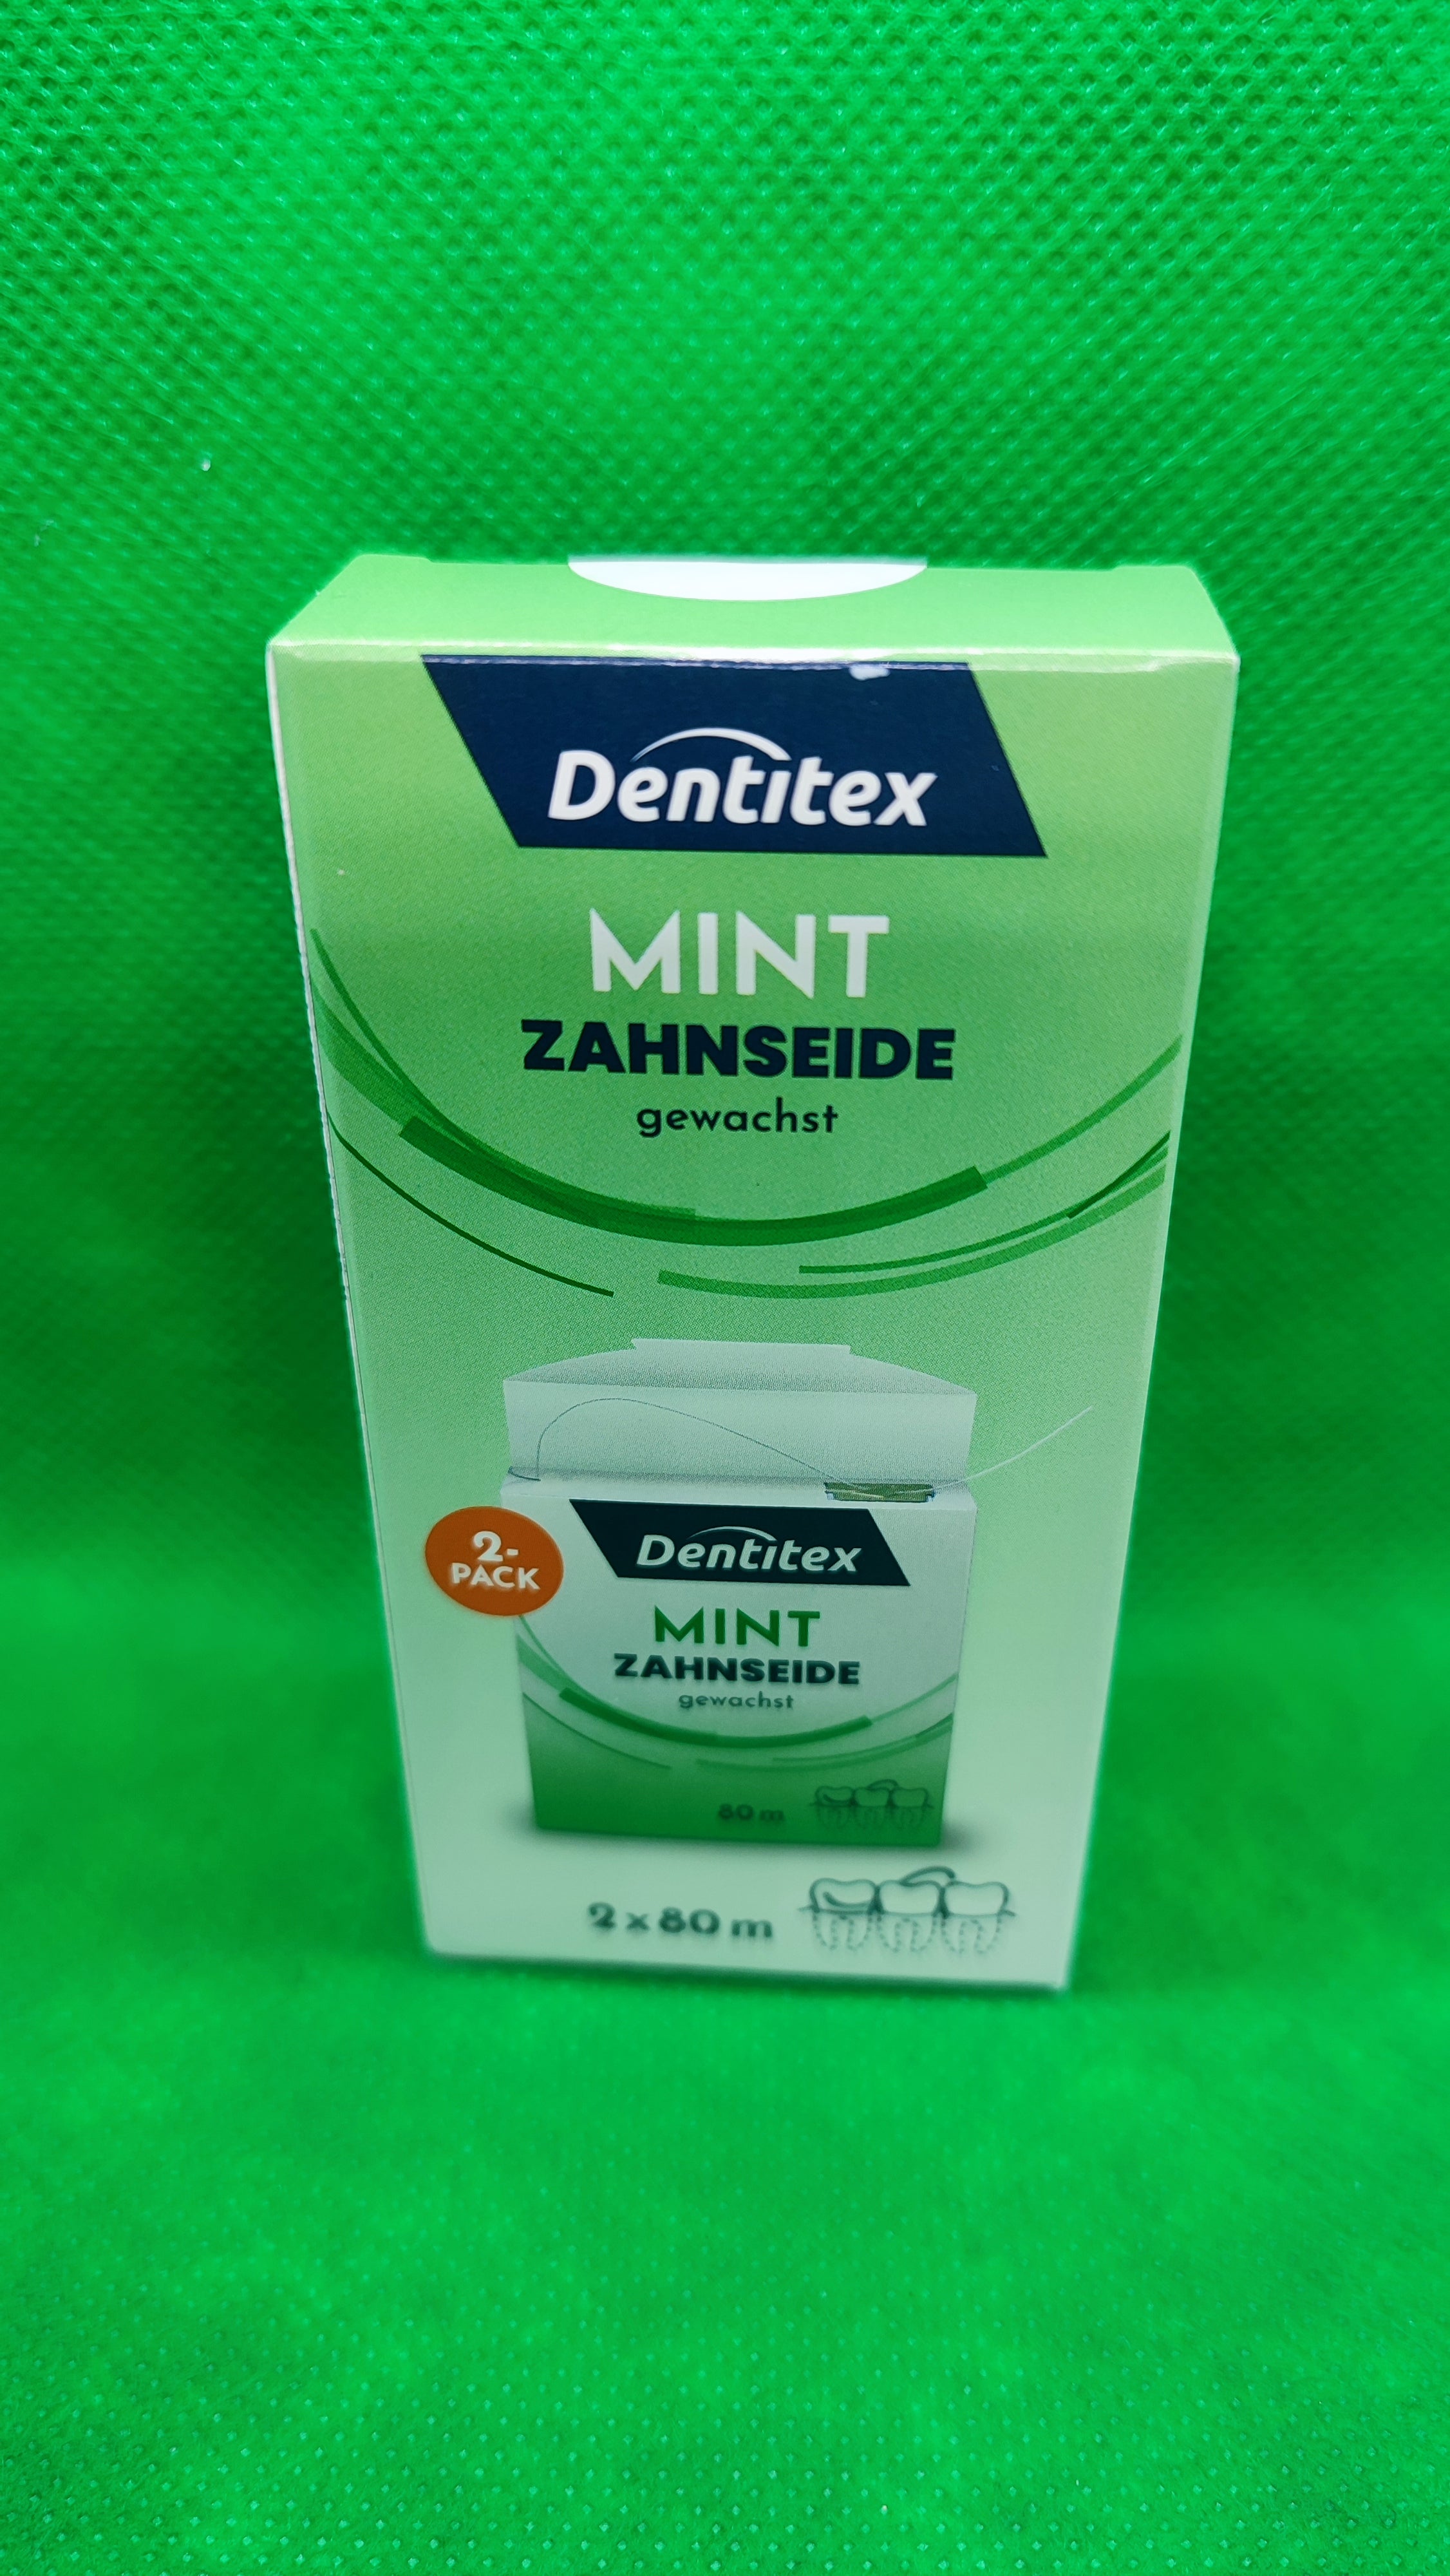 Dentitex
MINT
ZAHNSEIDE
gewachst
2-
PACK
Dentitex
MINT
ZAHNSEIDE
gewachst
80 m
2 x 80 m